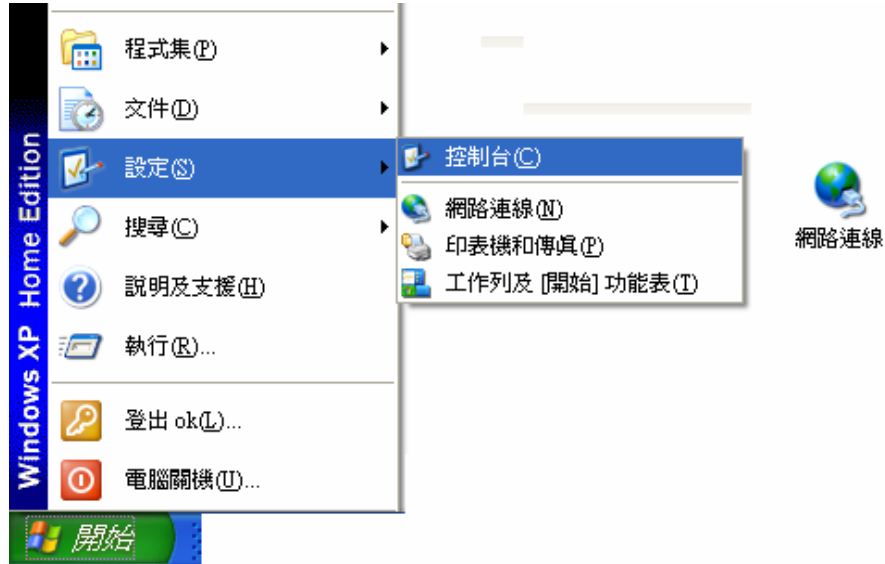 程式集(P)
文件(D)
設定(S)
搜尋(C)
說明及支援(H)
執行(R)...
登出 ok(L)...
電腦關機(U)...
控制台(C)
網路連線(N)
印表機和傳真(P)
工作列及 [開始] 功能表(T)
網路連線
Windows XP Home Edition
開始